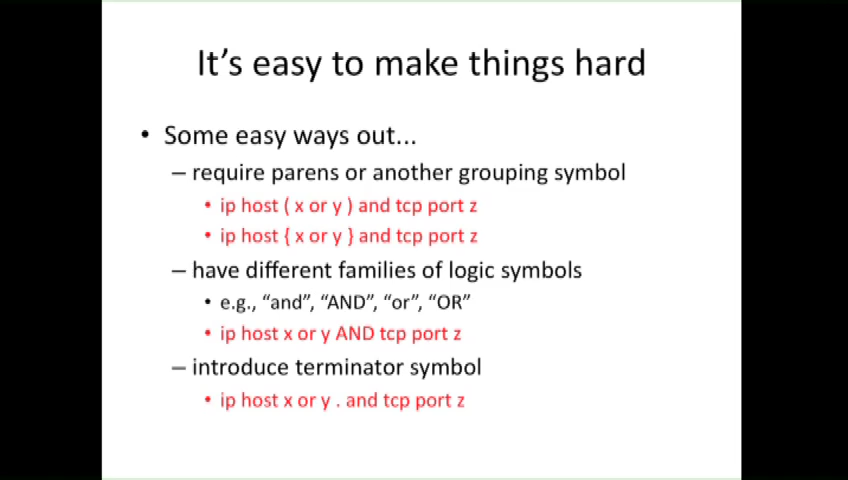 It's easy to make things hard
• Some easy ways out...
– require parens or another grouping symbol
• ip host ( x or y ) and tcp port z
• ip host { x or y } and tcp port z
– have different families of logic symbols
• e.g., “and”, “AND”, “or”, “OR”
• ip host x or y AND tcp port z
– introduce terminator symbol
• ip host x or y . and tcp port z